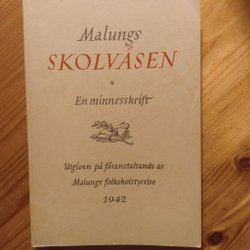 Malungs
SKOLVÄSEN
*
En minnesskrift
Utgiven på föranstaltande av
Malungs folkskolstyrelse
1942